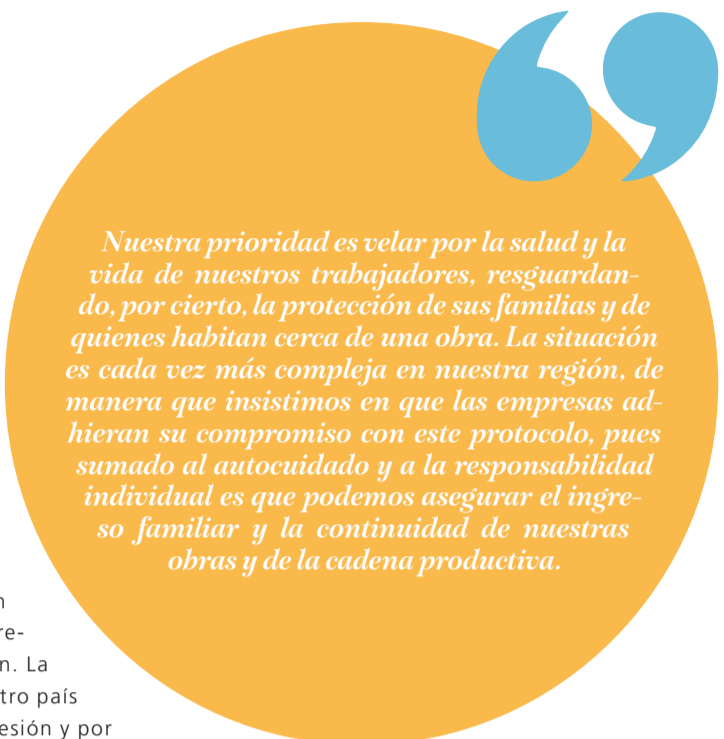 Nuestra prioridad es velar por la salud y la
vida de nuestros trabajadores, resguardan-
do, por cierto, la protección de sus familias y de
quienes habitan cerca de una obra. La situación
es cada vez más compleja en nuestra región, de
manera que insistimos en que las empresas ad-
hieran su compromiso con este protocolo, pues
sumado al autocuidado y a la responsabilidad
individual es que podemos asegurar el ingre-
so familiar y la continuidad de nuestras
obras y de la cadena productiva.
re-
n. La
tro país
esión y por